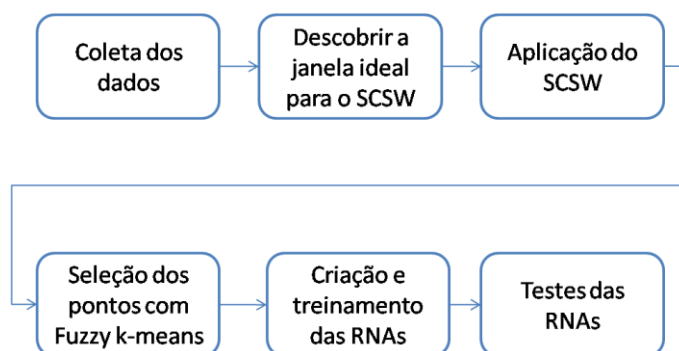 Coleta dos
dados
Descobrir a
janela ideal
para o SCSW
Aplicação do
SCSW
Seleção dos
pontos com
Fuzzy k-means
Criação e
treinamento
das RNAs
Testes das
RNAs